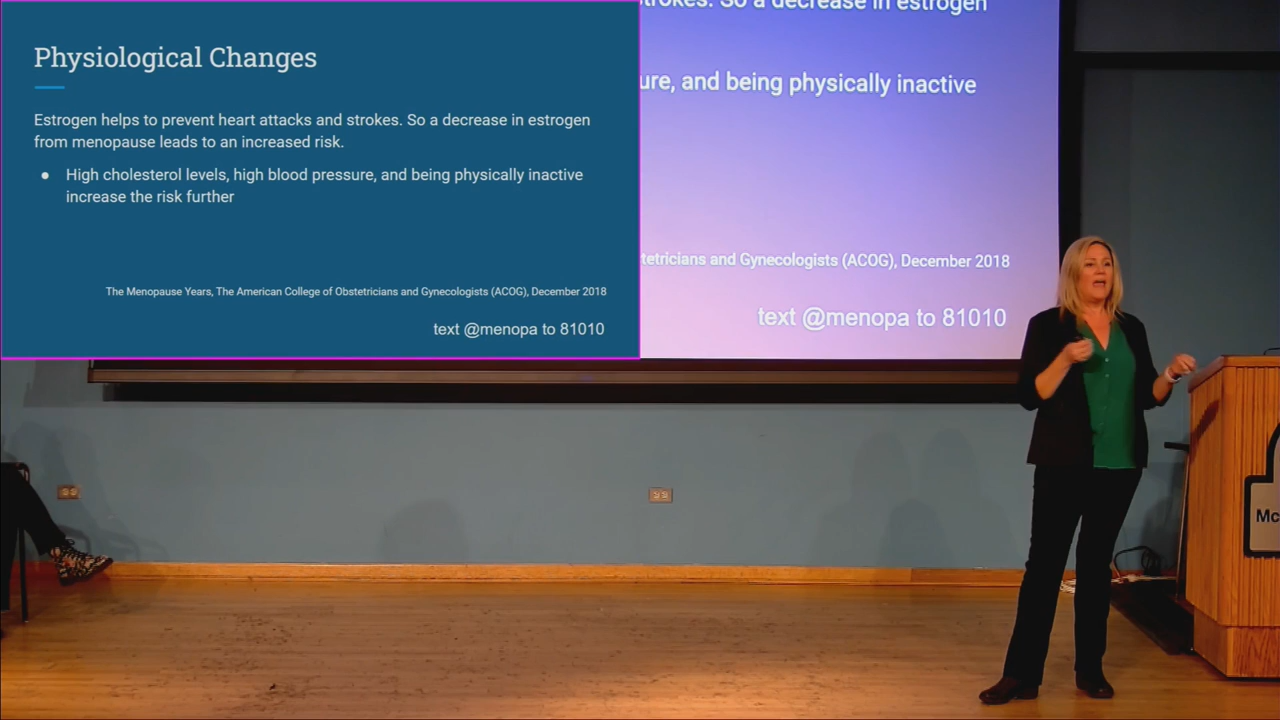 Physiological Changes
Estrogen helps to prevent heart attacks and strokes. So a decrease in estrogen
from menopause leads to an increased risk.
● High cholesterol levels, high blood pressure, and being physically inactive
increase the risk further
The Menopause Years, The American College of Obstetricians and Gynecologists (ACOG), December 2018
text @menopa to 81010
strokes. So a decrease in estrogen
ure, and being physically inactive
tetricians and Gynecologists (ACOG), December 2018
text @menopa to 81010
Mc